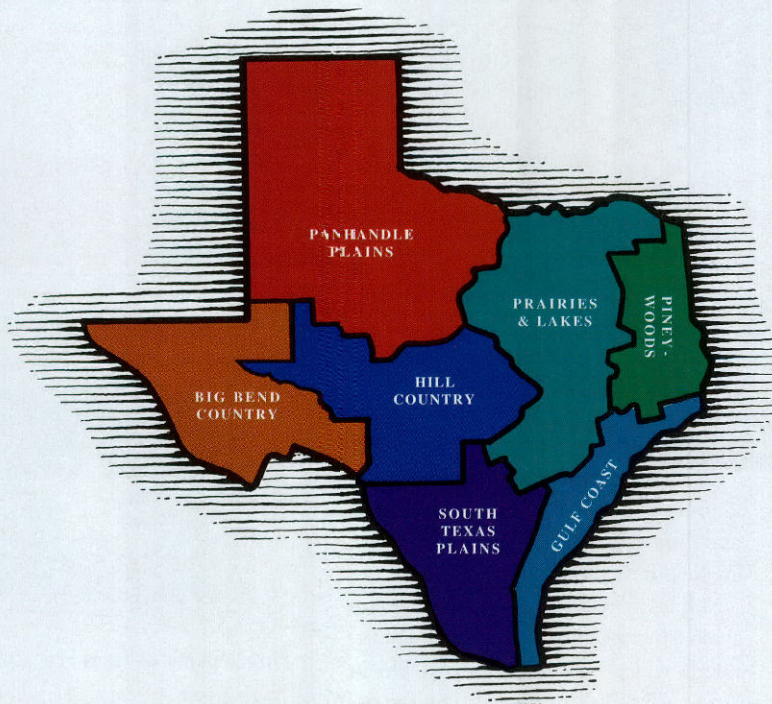 PANHANDLE
PLAINS
PRAIRIES
& LAKES
PINEY-
WOODS
BIG BEND
COUNTRY
HILL
COUNTRY
SOUTH
TEXAS
PLAINS
GULF COAST